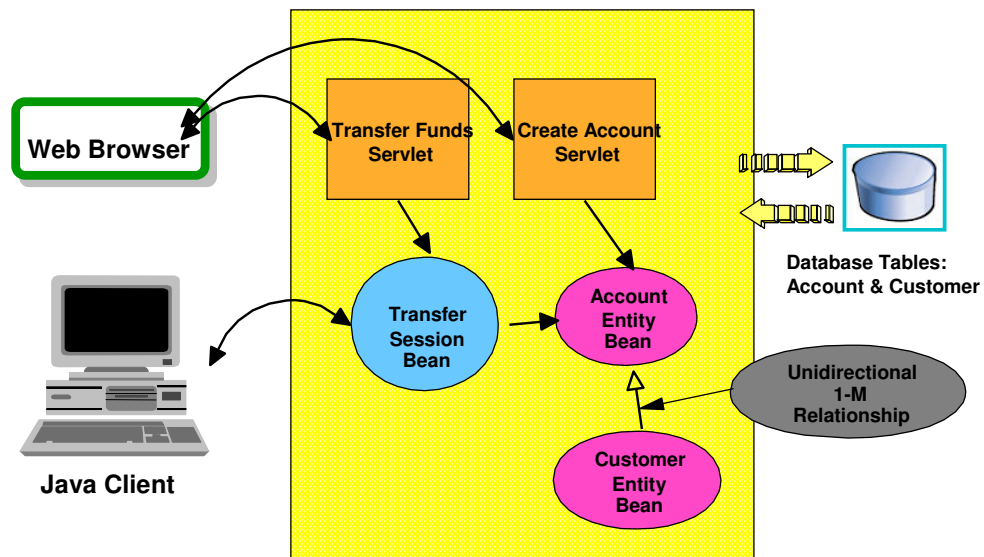 Web Browser
Transfer Funds
Servlet
Create Account
Servlet
Database Tables:
Account & Customer
Transfer
Session
Bean
Account
Entity
Bean
Unidirectional
1-M
Relationship
Customer
Entity
Bean
Java Client